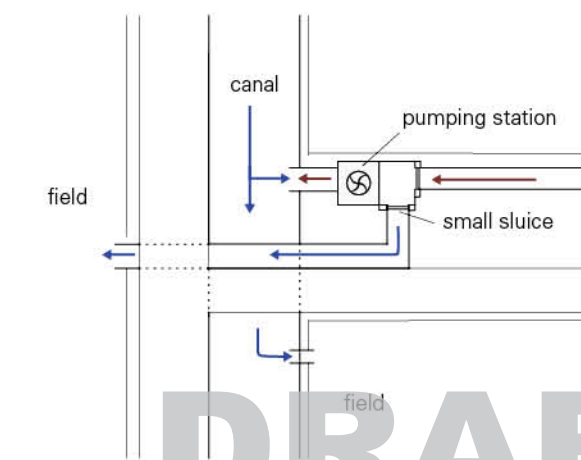 canal
pumping station
field
small sluice
field
DRAF